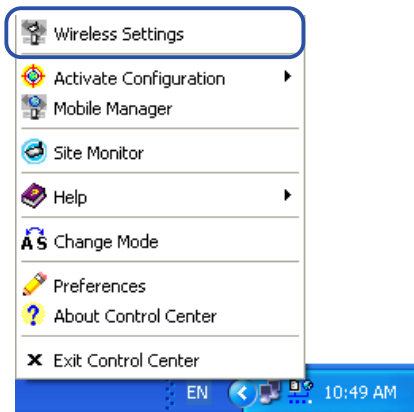 Wireless Settings
Activate Configuration
Mobile Manager
Site Monitor
Help
AS Change Mode
Preferences
About Control Center
Exit Control Center
EN 10:49 AM